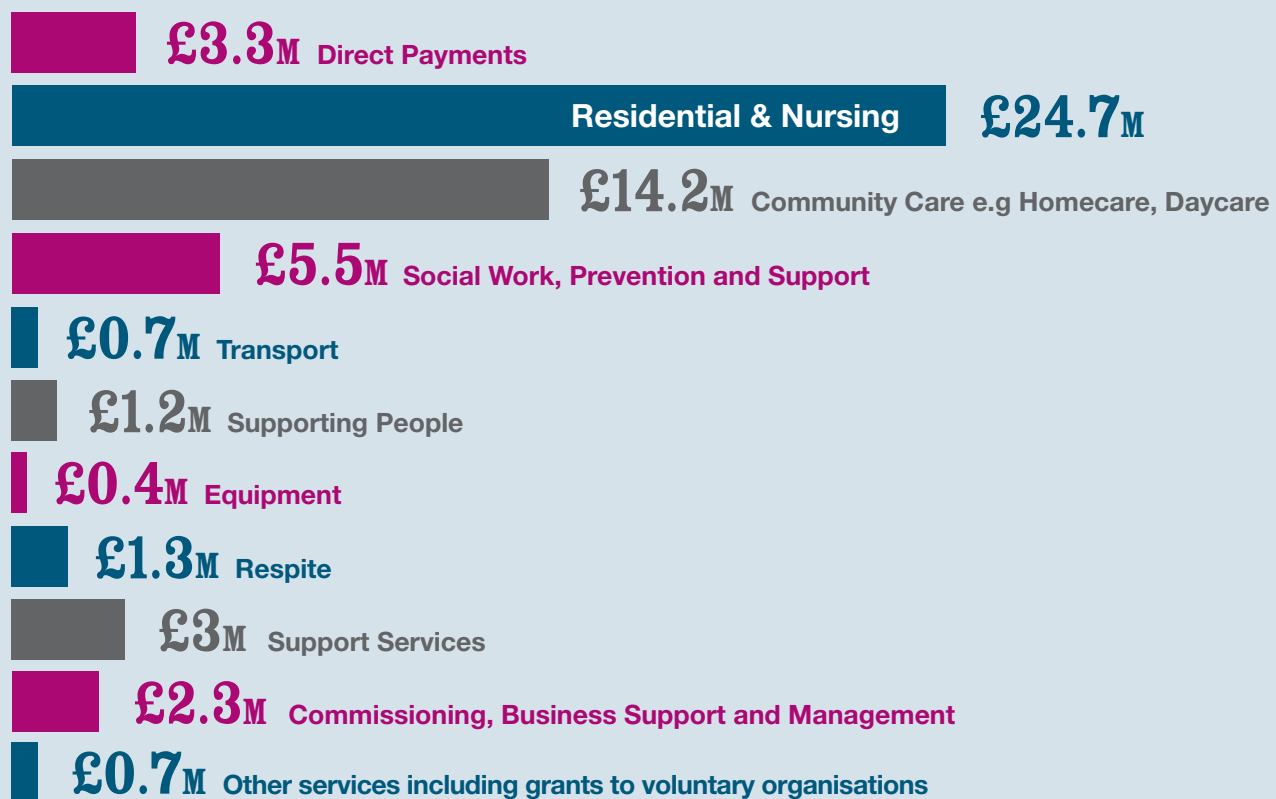 £3.3M Direct Payments
Residential & Nursing £24.7M
£14.2M Community Care e.g Homecare, Daycare
£5.5M Social Work, Prevention and Support
£0.7M Transport
£1.2M Supporting People
£0.4M Equipment
£1.3M Respite
£3M Support Services
£2.3M Commissioning, Business Support and Management
£0.7M Other services including grants to voluntary organisations